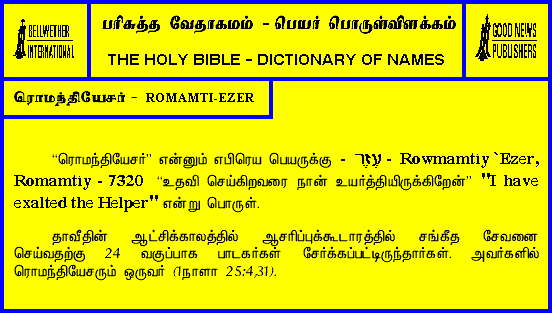 BELLWETHER
INTERNATIONAL
பரிசுத்த வேதாகமம் - பெயர் பொருள்விளக்கம்
THE HOLY BIBLE - DICTIONARY OF NAMES
GOOD NEWS
PUBLISHERS
ரொமந்தியேசர் - ROMAMTI-EZER
“ரொமந்தியேசர்” என்னும் எபிரெய பெயருக்கு - - Rowmamtiy `Ezer,
Romamtiy - 7320 “உதவி செய்கிறவரை நான் உயர்த்தியிருக்கிறேன்” "I have
exalted the Helper" என்று பொருள்.
தாவீதின் ஆட்சிக்காலத்தில் ஆசரிப்புக்கூடாரத்தில் சங்கீத சேவனை
செய்வதற்கு 24 வகுப்பாக பாடகர்கள் சேர்க்கப்பட்டிருந்தார்கள். அவர்களில்
ரொமந்தியேசரும் ஒருவர் (1நாளா 25:4,31).